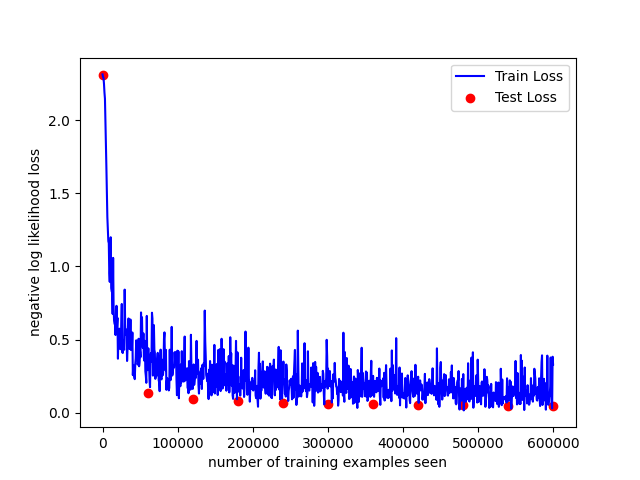 Train Loss
Test Loss
negative log likelihood loss
2.0
1.5
1.0
0.5
0.0
0 100000 200000 300000 400000 500000 600000
number of training examples seen